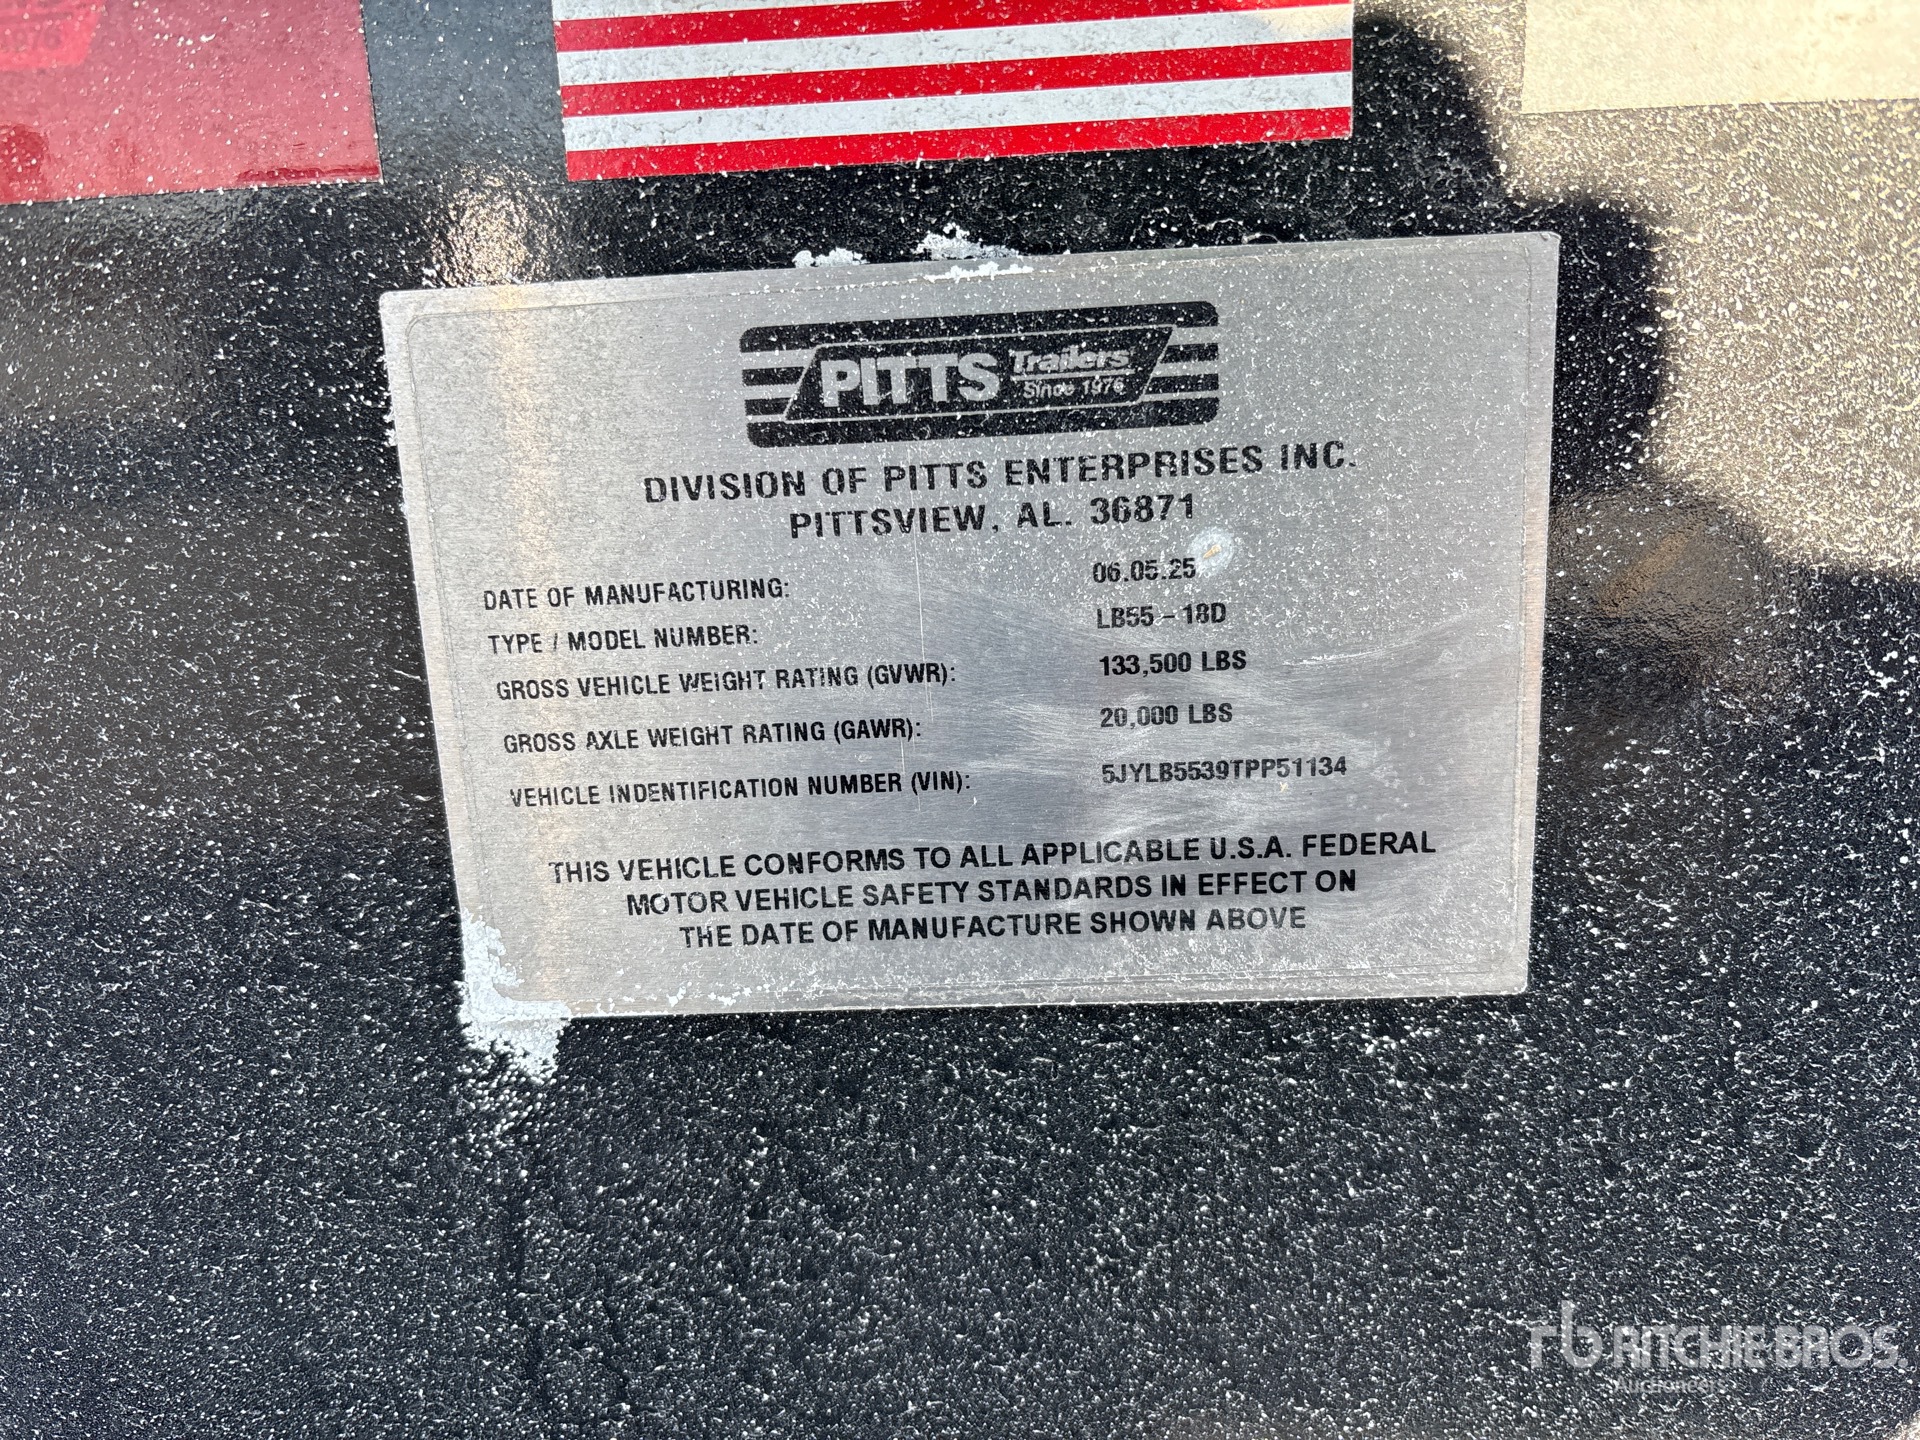 1976
PITTS Trailers
Since 1976
DIVISION OF PITTS ENTERPRISES INC.
PITTSVIEW, AL. 36871
DATE OF MANUFACTURING: 06.05.25
TYPE / MODEL NUMBER: LB55 - 18D
GROSS VEHICLE WEIGHT RATING (GVWR): 133,500 LBS
GROSS AXLE WEIGHT RATING (GAWR): 20,000 LBS
VEHICLE INDENTIFICATION NUMBER (VIN): 5JYLB5539TPP51134
THIS VEHICLE CONFORMS TO ALL APPLICABLE U.S.A. FEDERAL
MOTOR VEHICLE SAFETY STANDARDS IN EFFECT ON
THE DATE OF MANUFACTURE SHOWN ABOVE
rb RITCHIE BROS.
Auctioneers